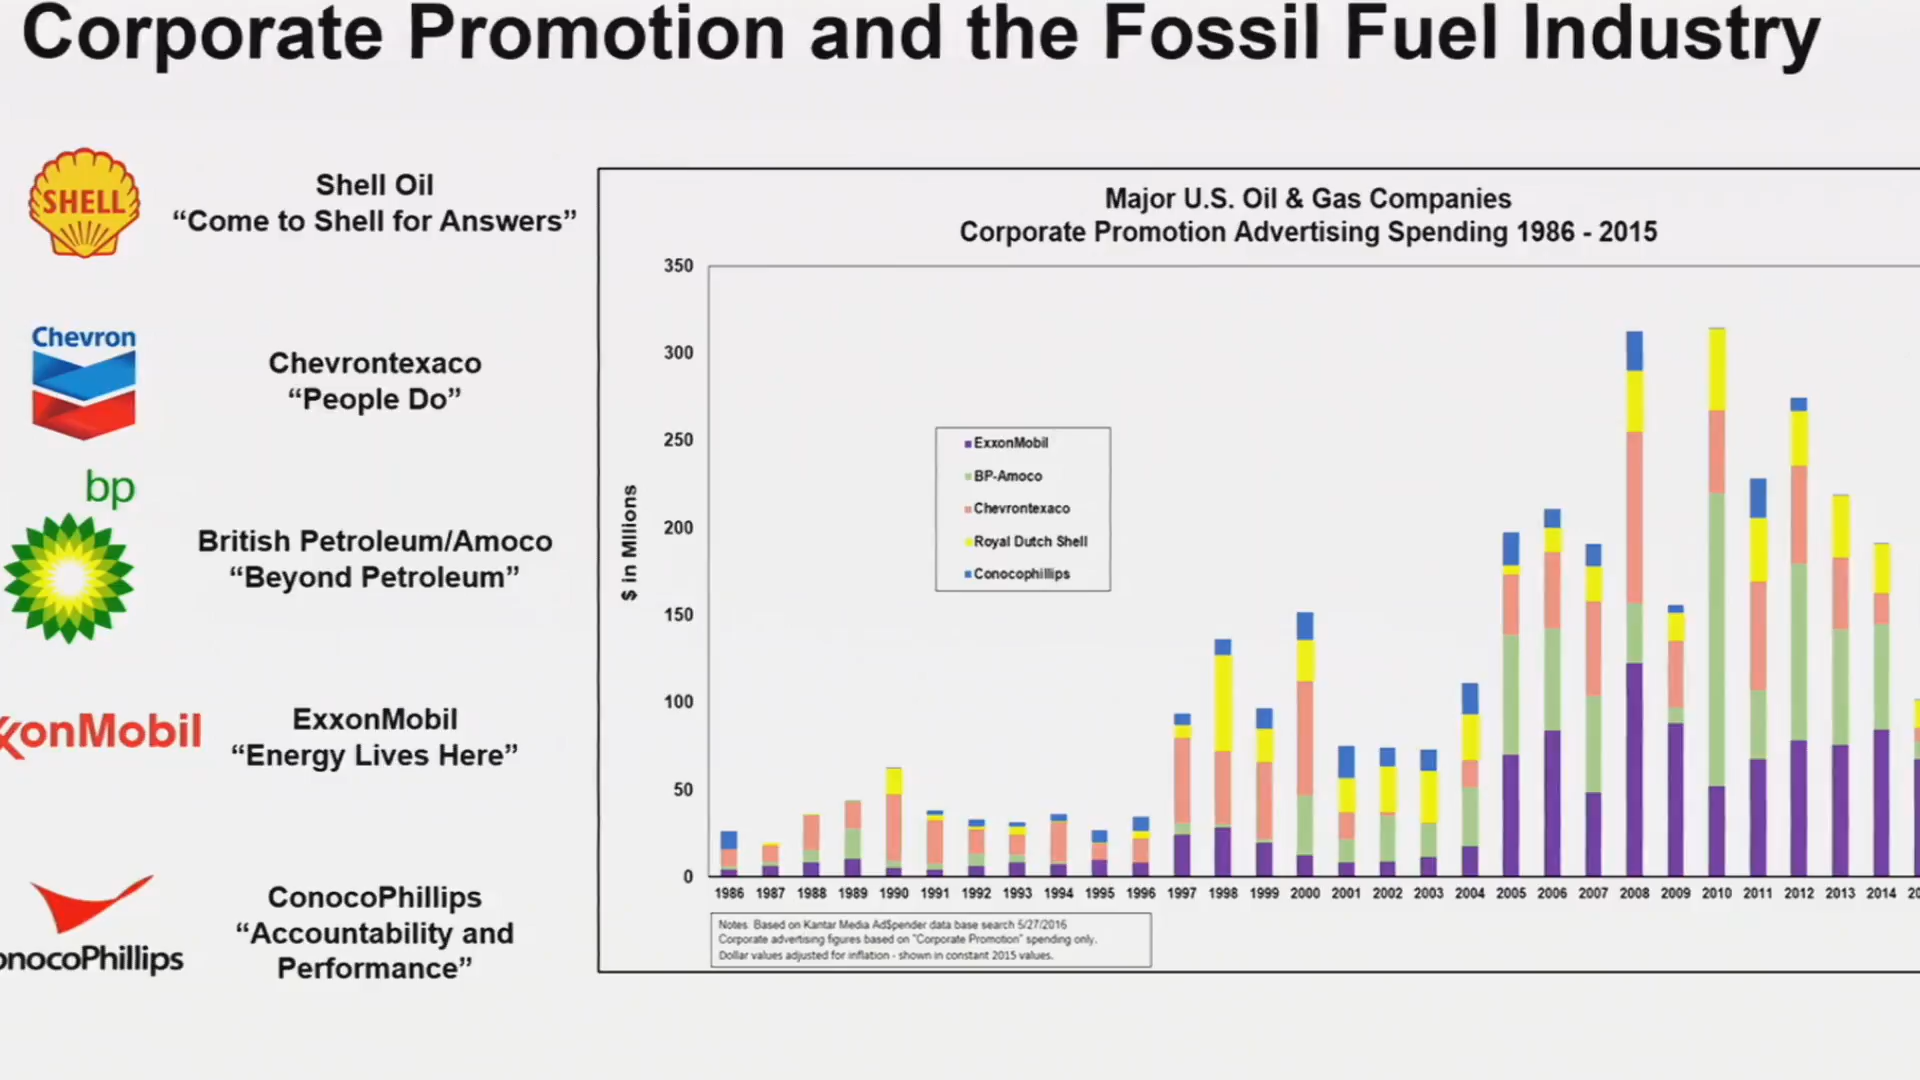 Corporate Promotion and the Fossil Fuel Industry
SHELL
Shell Oil
“Come to Shell for Answers”
Chevron
Chevrontexaco
“People Do”
bp
British Petroleum/Amoco
“Beyond Petroleum”
xonMobil
ExxonMobil
“Energy Lives Here”
onocoPhillips
ConocoPhillips
“Accountability and
Performance”
Major U.S. Oil & Gas Companies
Corporate Promotion Advertising Spending 1986 - 2015
350
300
250
200
150
100
50
0
$ in Millions
ExxonMobil
BP-Amoco
Chevrontexaco
Royal Dutch Shell
Conocophillips
1986 1987 1988 1989 1990 1991 1992 1993 1994 1995 1996 1997 1998 1999 2000 2001 2002 2003 2004 2005 2006 2007 2008 2009 2010 2011 2012 2013 2014 20
Notes. Based on Kantar Media Ad$pender data base search 5/27/2016
Corporate advertising figures based on "Corporate Promotion" spending only.
Dollar values adjusted for inflation - shown in constant 2015 values.